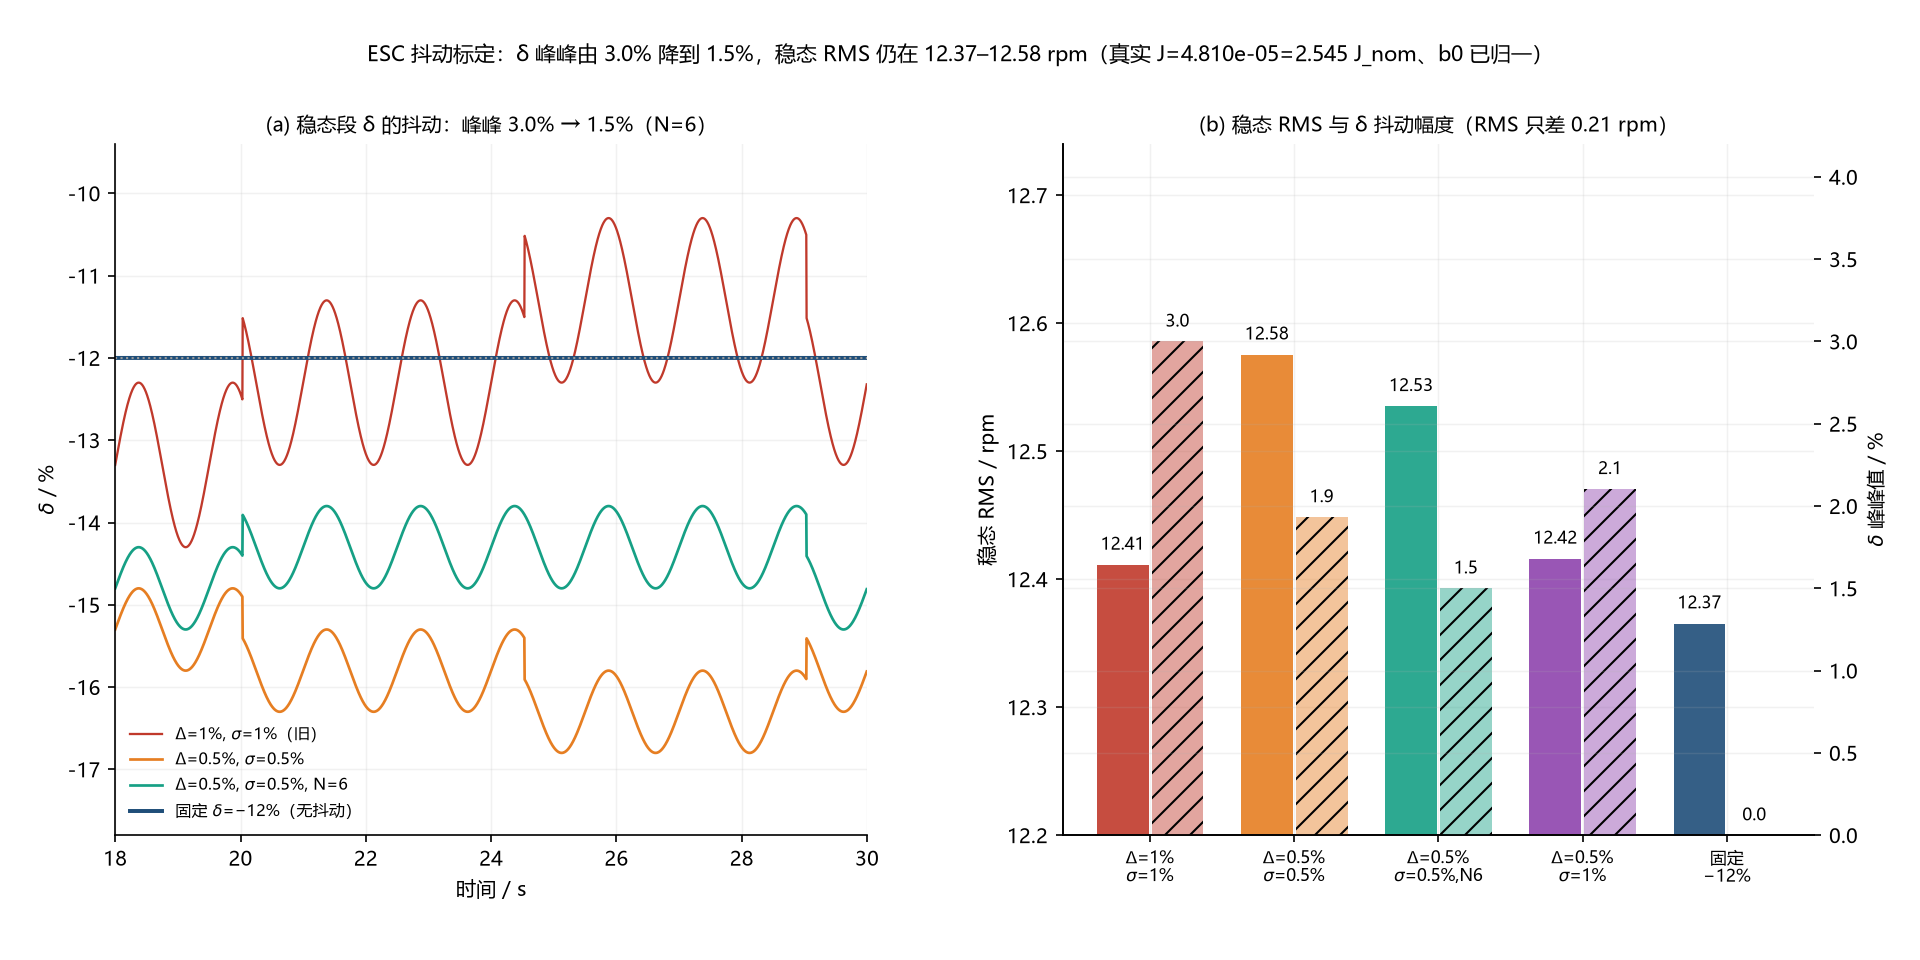 ESC 抖动标定：δ 峰峰由 3.0% 降到 1.5%，稳态 RMS 仍在 12.37–12.58 rpm（真实 J=4.810e-05=2.545 J_nom、b0 已归一）
(a) 稳态段 δ 的抖动：峰峰 3.0% → 1.5%（N=6）
-10
-11
-12
-13
-14
-15
-16
-17
δ / %
Δ=1%, σ=1%（旧）
Δ=0.5%, σ=0.5%
Δ=0.5%, σ=0.5%, N=6
固定 δ=−12%（无抖动）
18 20 22 24 26 28 30
时间 / s
(b) 稳态 RMS 与 δ 抖动幅度（RMS 只差 0.21 rpm）
12.7
12.6
12.5
12.4
12.3
12.2
稳态 RMS / rpm
12.41
3.0
12.58
1.9
12.53
1.5
12.42
2.1
12.37
0.0
4.0
3.5
3.0
2.5
2.0
1.5
1.0
0.5
0.0
δ 峰峰值 / %
Δ=1%
σ=1%
Δ=0.5%
σ=0.5%
Δ=0.5%
σ=0.5%,N6
Δ=0.5%
σ=1%
固定
−12%